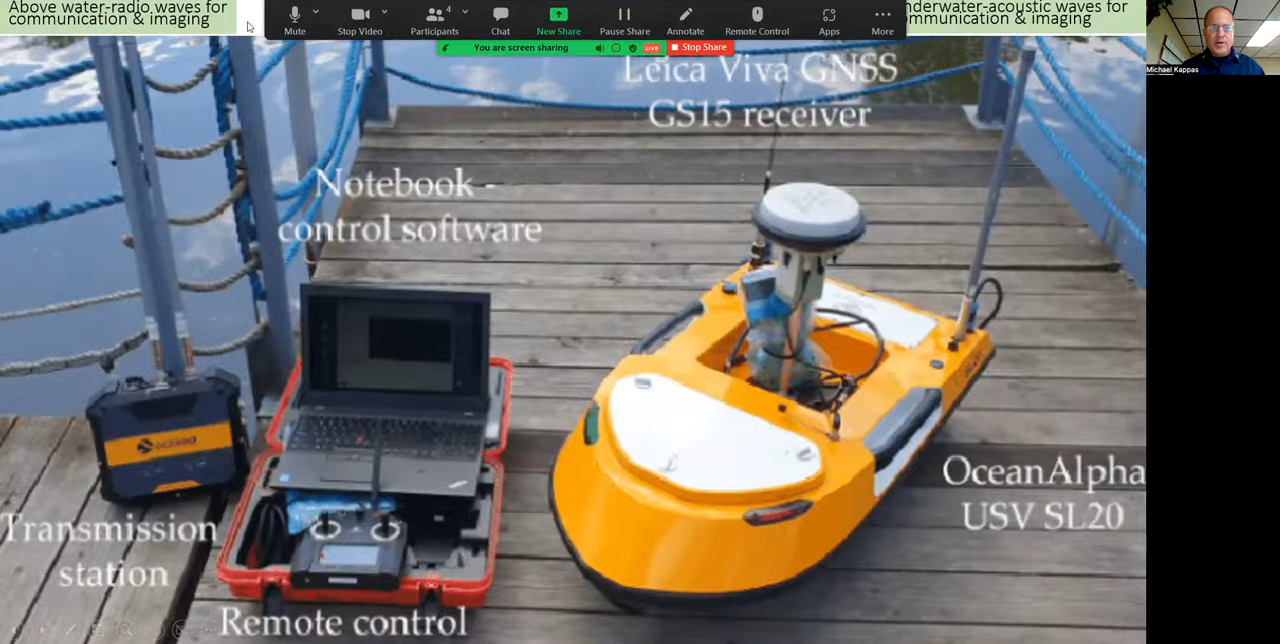 Above water-radio waves for
communication & imaging
nderwater-acoustic waves for
ommunication & imaging
Mute
Stop Video
4
Participants
Chat
New Share
Pause Share
Annotate
Remote Control
Apps
More
You are screen sharing
LIVE
Stop Share
Michael Kappas
Leica Viva GNSS
GS15 receiver
Notebook -
control software
OceanAlpha
USV SL20
Transmission
station
Remote control